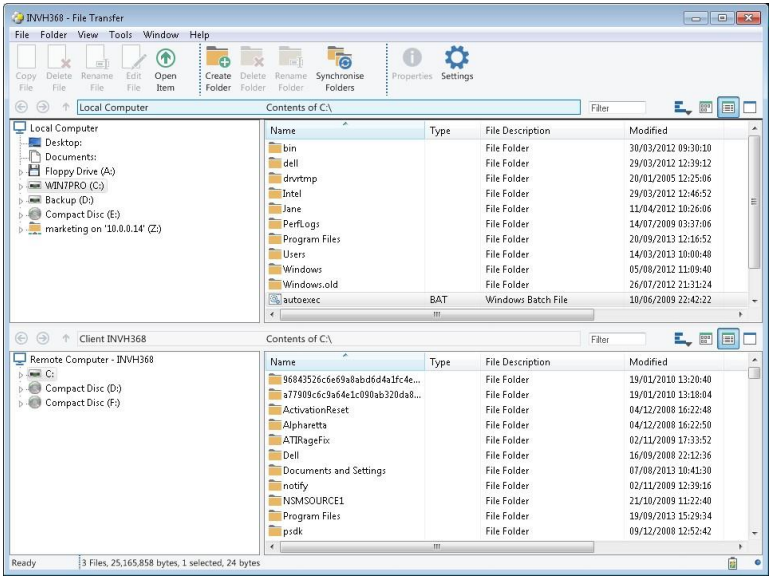 INVH368 - File Transfer
File Folder View Tools Window Help
Copy File Delete File Rename File Edit File Open Item Create Folder Delete Folder Rename Folder Synchronise Folders Properties Settings
Local Computer Contents of C:\ Filter
Local Computer
Desktop:
Documents:
Floppy Drive (A:)
WIN7PRO (C:)
Backup (D:)
Compact Disc (E:)
marketing on '10.0.0.14' (Z:)
Name Type File Description Modified
bin File Folder 30/03/2012 09:30:10
dell File Folder 29/03/2012 12:39:12
drvrtmp File Folder 20/01/2005 12:25:06
Intel File Folder 29/03/2012 12:46:52
Jane File Folder 11/04/2012 10:26:06
PerfLogs File Folder 14/07/2009 03:37:06
Program Files File Folder 20/09/2013 12:16:52
Users File Folder 14/03/2013 10:00:48
Windows File Folder 05/08/2012 11:09:40
Windows.old File Folder 26/07/2012 21:31:24
autoexec BAT Windows Batch File 10/06/2009 22:42:22
Client INVH368 Contents of C:\ Filter
Remote Computer - INVH368
C:
Compact Disc (D:)
Compact Disc (F:)
Name Type File Description Modified
96843526c6e69a8abd6d4a1fc4e... File Folder 19/01/2010 13:20:40
a77909c6c9a64e1c090ab320da8... File Folder 19/01/2010 13:18:04
ActivationReset File Folder 04/12/2008 16:22:48
Alpharetta File Folder 04/12/2008 16:22:50
ATIRageFix File Folder 02/11/2009 17:33:52
Dell File Folder 16/09/2008 22:12:36
Documents and Settings File Folder 07/08/2013 10:41:30
notify File Folder 02/11/2009 12:39:16
NSMSOURCE1 File Folder 21/10/2009 11:22:40
Program Files File Folder 19/09/2013 15:29:34
psdk File Folder 09/12/2008 12:52:42
Ready 3 Files, 25,165,858 bytes, 1 selected, 24 bytes